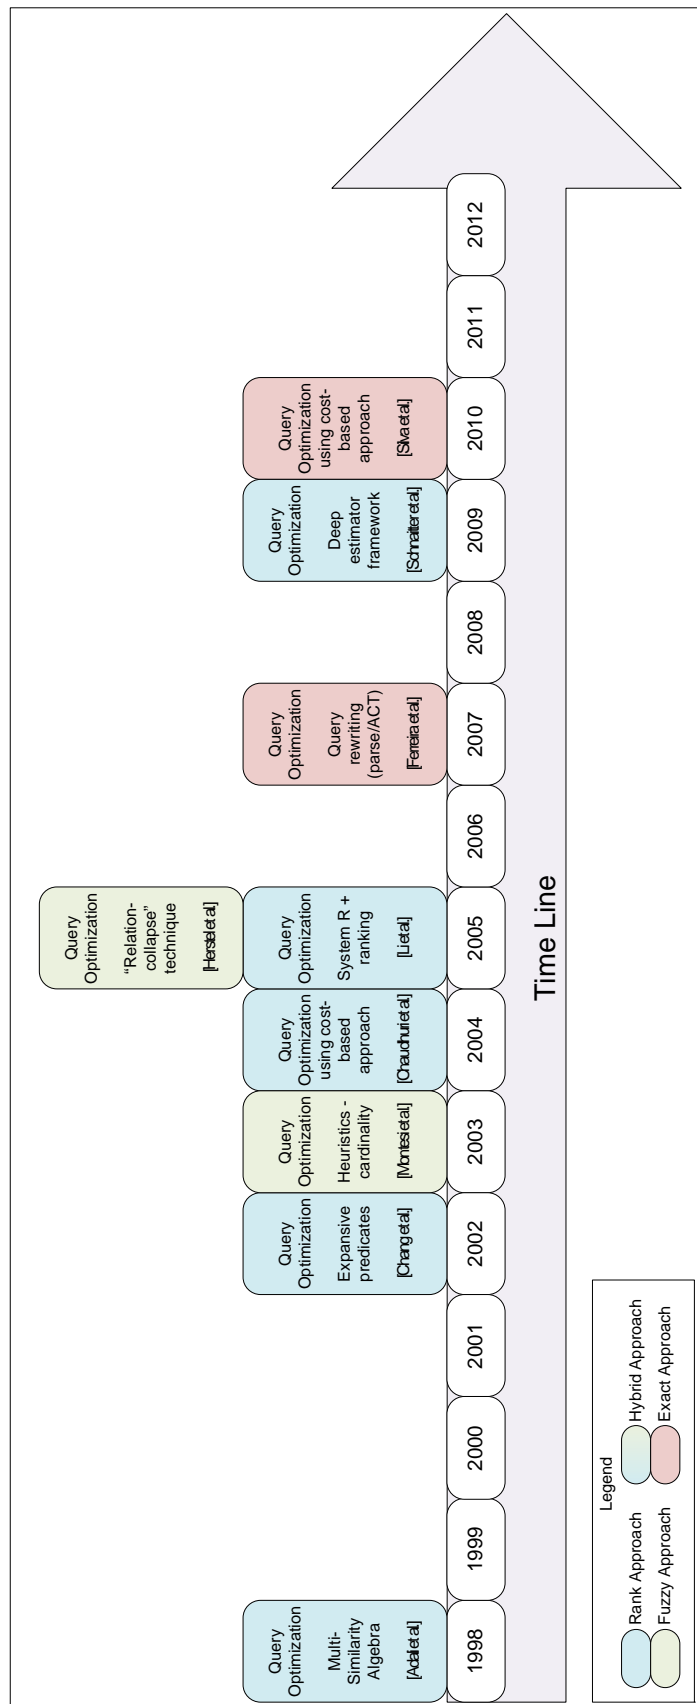 Query
Optimization
"Relation-
collapse"
technique
Query
Optimization
Multi-
Similarity
Algebra
[Adali et al.]
Query
Optimization
Expansive
predicates
[Chang et al.]
Query
Optimization
Heuristics -
cardinality
[Montesi et al.]
Query
Optimization
using cost-
based
approach
[Chaudhuri et al.]
Query
Optimization
System R +
ranking
[Li et al.]
Query
Optimization
Query
rewriting
(parse/ACT)
[Ferreira et al.]
Query
Optimization
Deep
estimator
framework
[Schnaitter et al.]
Query
Optimization
using cost-
based
approach
[Silva et al.]
1998
1999
2000
2001
2002
2003
2004
2005
2006
2007
2008
2009
2010
2011
2012
Time Line
Legend
Rank Approach
Hybrid Approach
Fuzzy Approach
Exact Approach